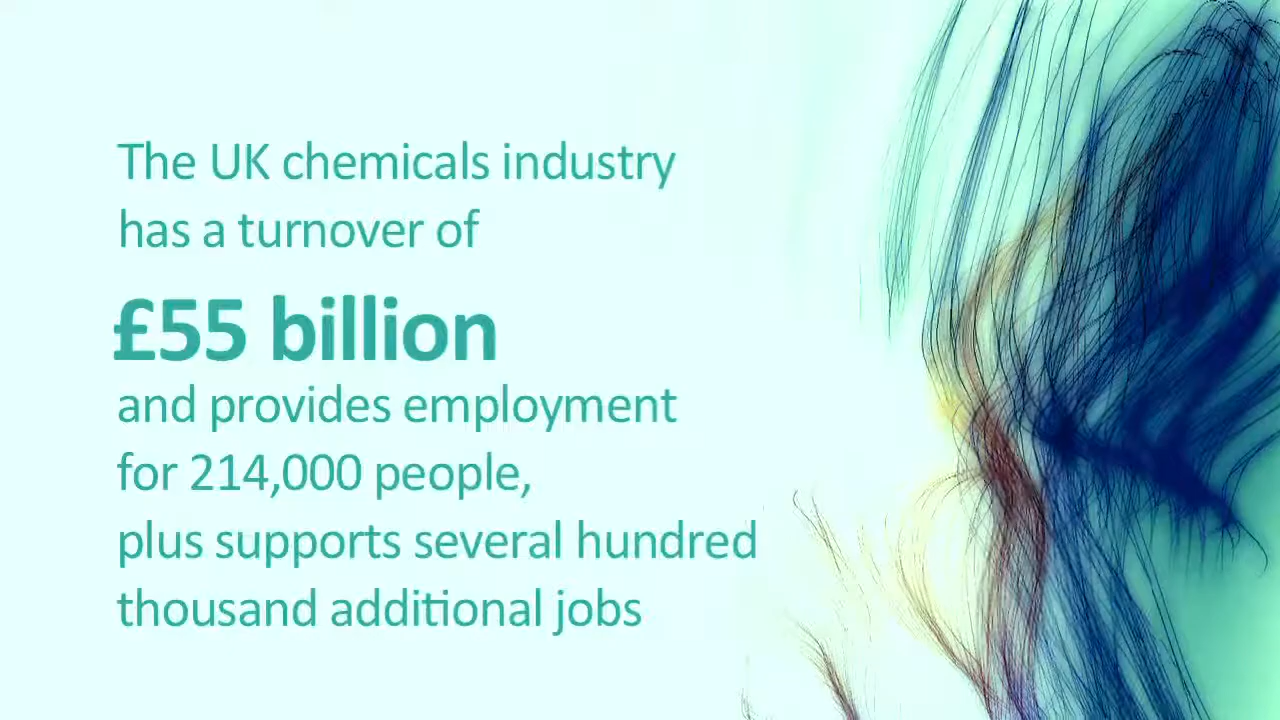 The UK chemicals industry
has a turnover of
£55 billion
and provides employment
for 214,000 people,
plus supports several hundred
thousand additional jobs